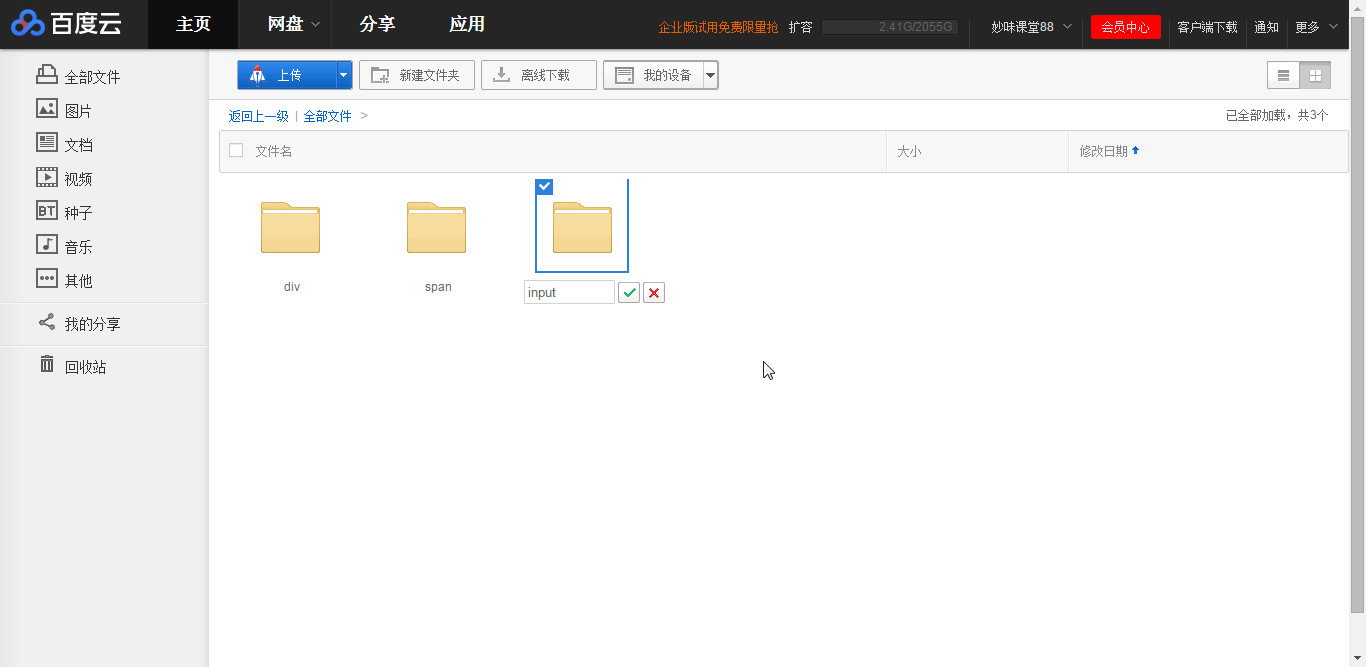 百度云 主页 网盘 分享 应用 企业版试用免费限量抢 扩容 2.41G/2055G 妙味课堂88 会员中心 客户端下载 通知 更多
上传 新建文件夹 离线下载 我的设备
返回上一级 | 全部文件 > 已全部加载，共3个
文件名 大小 修改日期
全部文件
图片
文档
视频
BT 种子
音乐
其他
我的分享
回收站
div span input